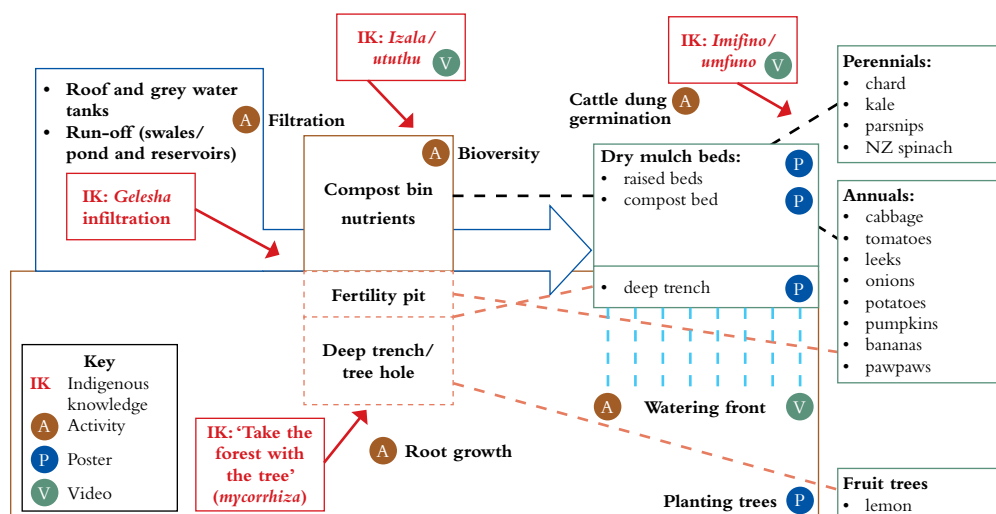 IK: Izala/
ututhu
V
IK: Imifino/
umfuno
V
• Roof and grey water
tanks
• Run-off (swales/
pond and reservoirs)
A Filtration
IK: Gelesha
infiltration
A Bioversity
Compost bin
nutrients
Cattle dung
germination
A
Dry mulch beds:
P
• raised beds
• compost bed
P
• deep trench
P
Perennials:
• chard
• kale
• parsnips
• NZ spinach
Annuals:
• cabbage
• tomatoes
• leeks
• onions
• potatoes
• pumpkins
• bananas
• pawpaws
Fertility pit
Deep trench/
tree hole
A Watering front V
Key
IK Indigenous
knowledge
A Activity
P Poster
V Video
IK: ‘Take the
forest with
the tree’
(mycorrhiza)
A Root growth
Planting trees P
Fruit trees
• lemon